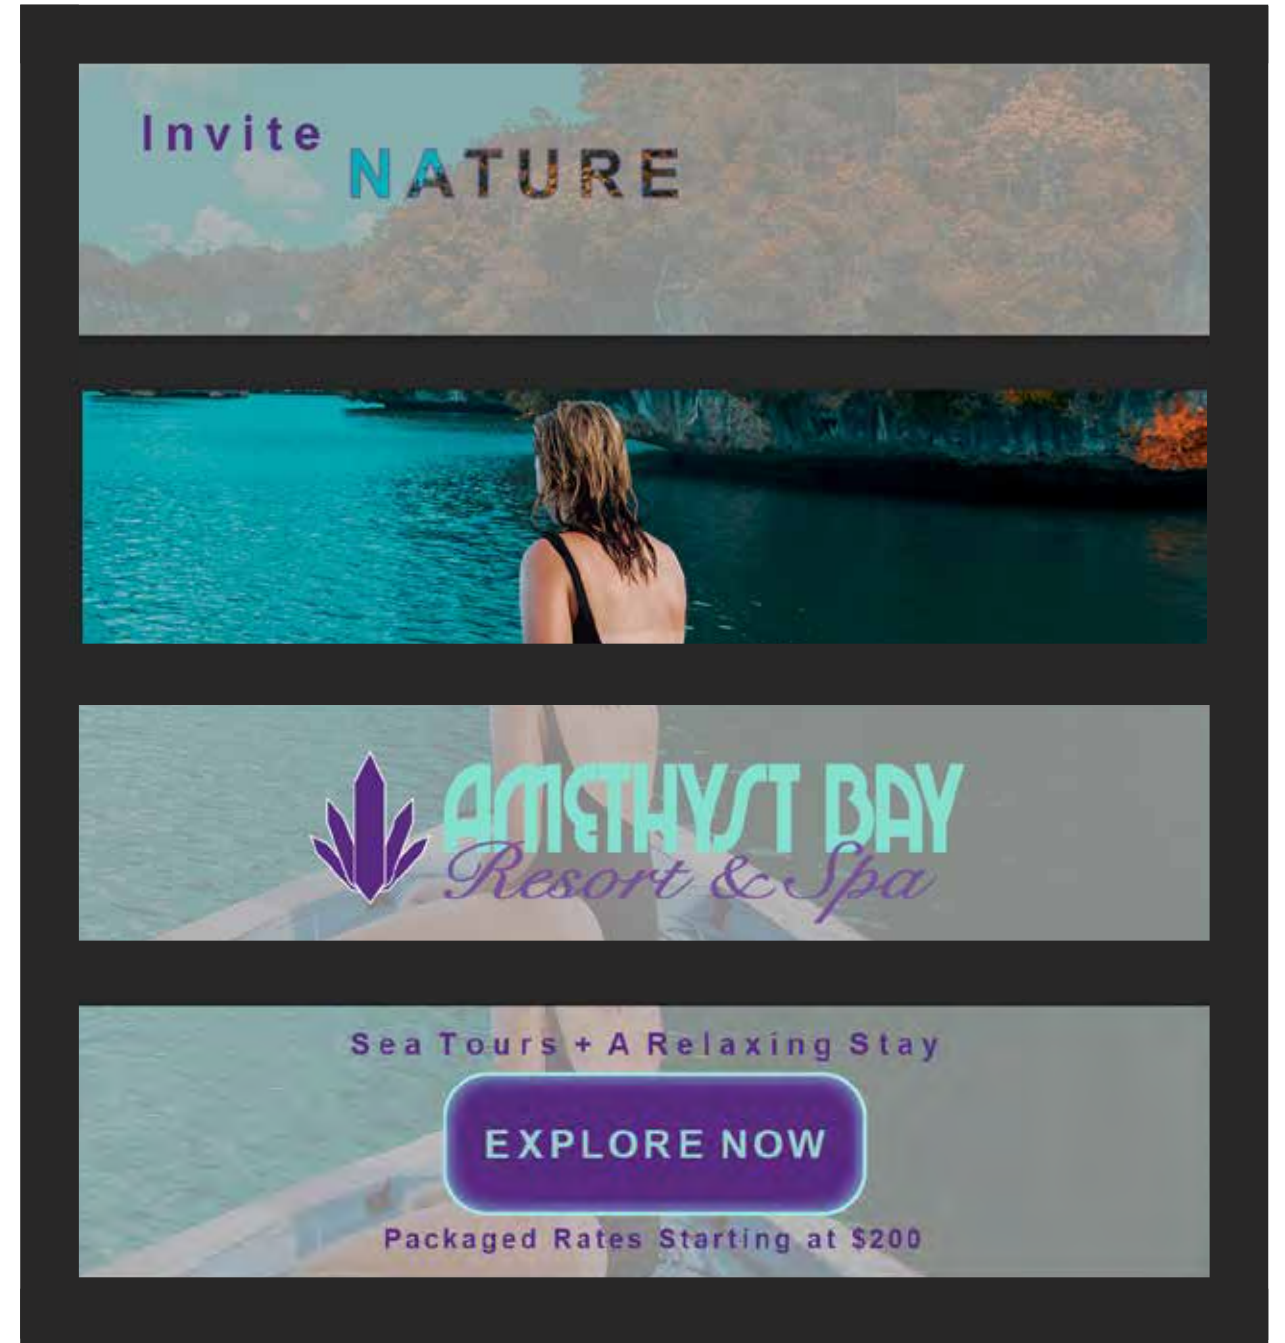 Invite
NATURE
AMETHYST BAY
Resort & Spa
Sea Tours + A Relaxing Stay
EXPLORE NOW
Packaged Rates Starting at $200